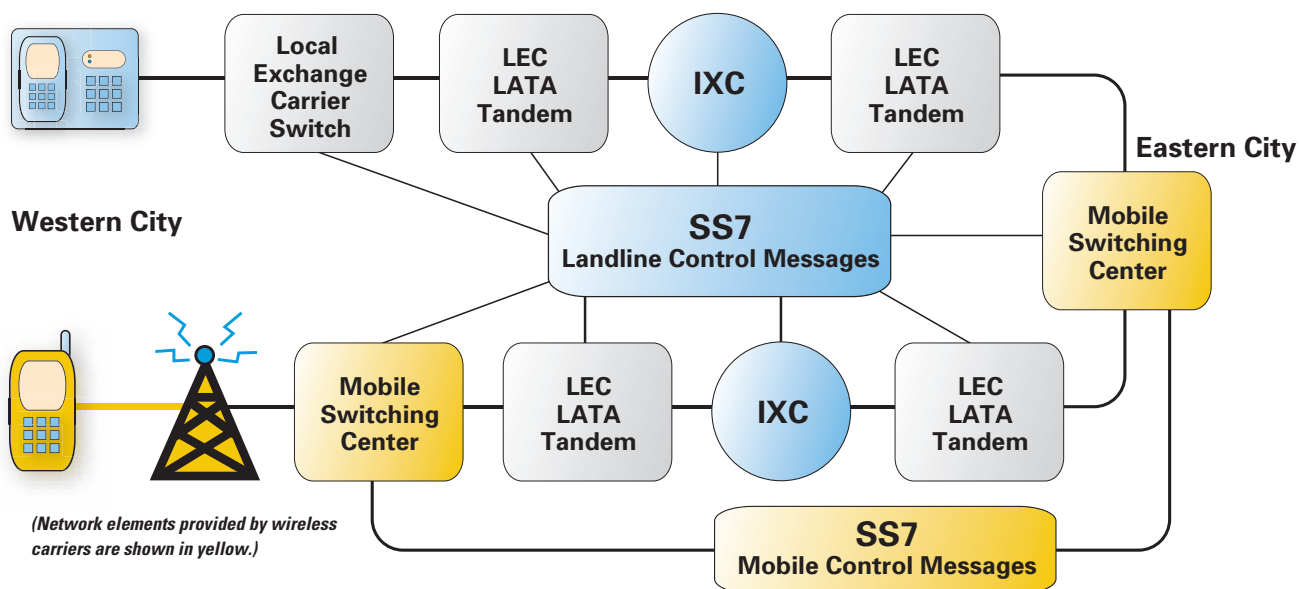 Local
Exchange
Carrier
Switch
LEC
LATA
Tandem
IXC
LEC
LATA
Tandem
Eastern City
Western City
SS7
Landline Control Messages
Mobile
Switching
Center
Mobile
Switching
Center
LEC
LATA
Tandem
IXC
LEC
LATA
Tandem
(Network elements provided by wireless
carriers are shown in yellow.)
SS7
Mobile Control Messages